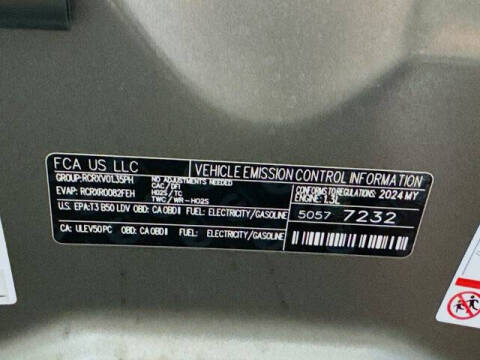 FCA US LLC
VEHICLE EMISSION CONTROL INFORMATION
GROUP: RCRXV01.35PH
EVAP: RCRXR0082FEH
NO ADJUSTMENTS NEEDED
CAC/DFI
HO2S/TC
TWC/WR-HO2S
CONFORMS TO REGULATIONS: 2024 MY
ENGINE: 1.3L
U.S. EPA: T3 B50 LDV OBD: CA OBD II FUEL: ELECTRICITY/GASOLINE
CA: ULEV50 PC OBD: CA OBD II FUEL: ELECTRICITY/GASOLINE
5057 7232